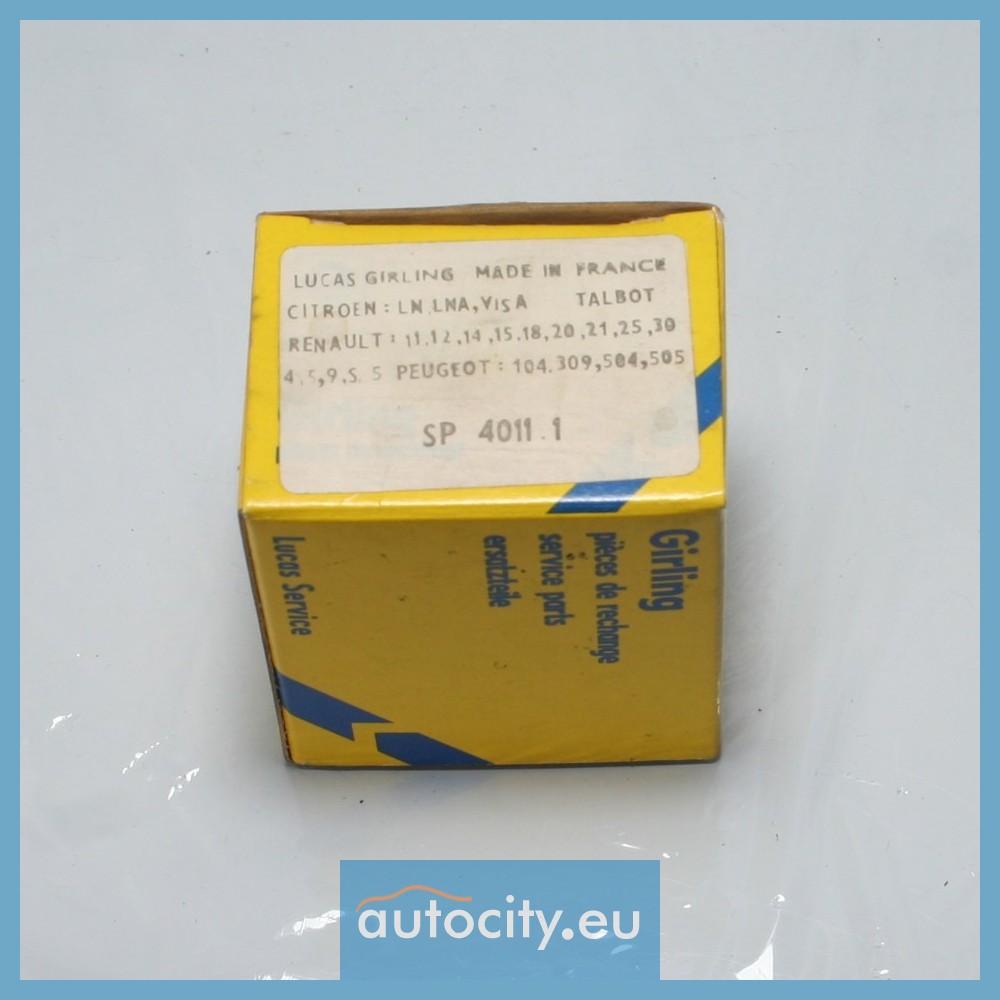 LUCAS GIRLING MADE IN FRANCE
CITROEN : LN, LNA, VISA TALBOT
RENAULT : 11,12,14,15,18,20,21,25,30
4,5,9,S.5 PEUGEOT : 104,309,504,505
SP 4011.1
Girling
pièces de rechange
service parts
ersatzteile
Lucas Service
autocity.eu